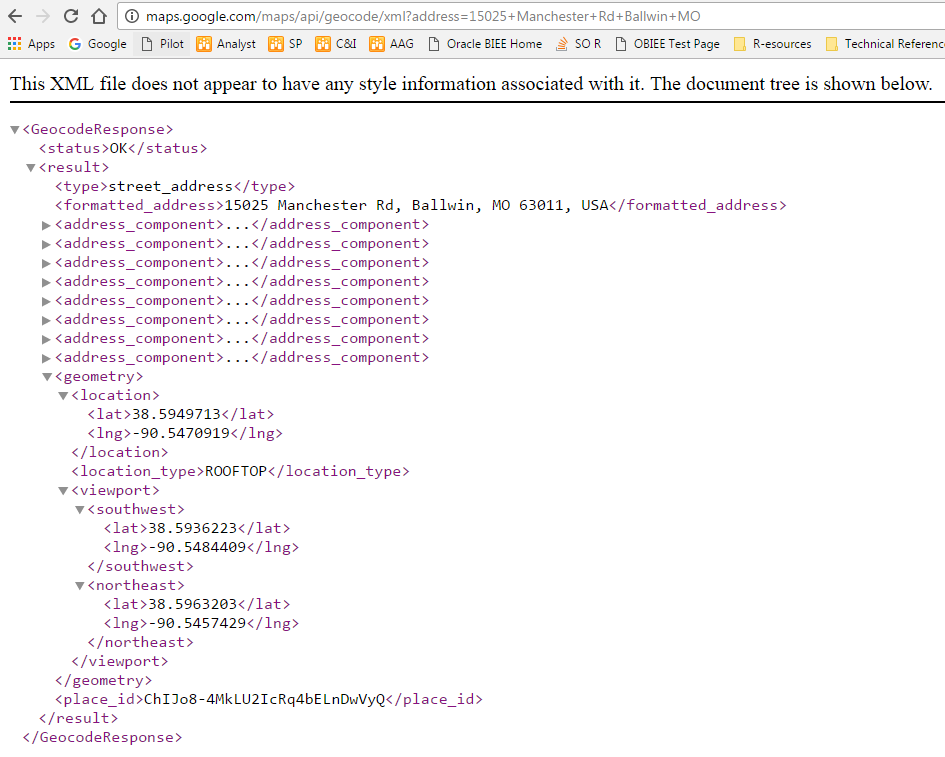 maps.google.com/maps/api/geocode/xml?address=15025+Manchester+Rd+Ballwin+MO
Apps Google Pilot Analyst SP C&I AAG Oracle BIEE Home SO R OBIEE Test Page R-esources Technical Referenc
This XML file does not appear to have any style information associated with it. The document tree is shown below.
▼<GeocodeResponse>
<status>OK</status>
▼<result>
<type>street_address</type>
<formatted_address>15025 Manchester Rd, Ballwin, MO 63011, USA</formatted_address>
▶<address_component>...</address_component>
▶<address_component>...</address_component>
▶<address_component>...</address_component>
▶<address_component>...</address_component>
▶<address_component>...</address_component>
▶<address_component>...</address_component>
▶<address_component>...</address_component>
▶<address_component>...</address_component>
▼<geometry>
▼<location>
<lat>38.5949713</lat>
<lng>-90.5470919</lng>
</location>
<location_type>ROOFTOP</location_type>
▼<viewport>
▼<southwest>
<lat>38.5936223</lat>
<lng>-90.5484409</lng>
</southwest>
▼<northeast>
<lat>38.5963203</lat>
<lng>-90.5457429</lng>
</northeast>
</viewport>
</geometry>
<place_id>ChIJo8-4MkLU2IcRq4bELnDwVyQ</place_id>
</result>
</GeocodeResponse>